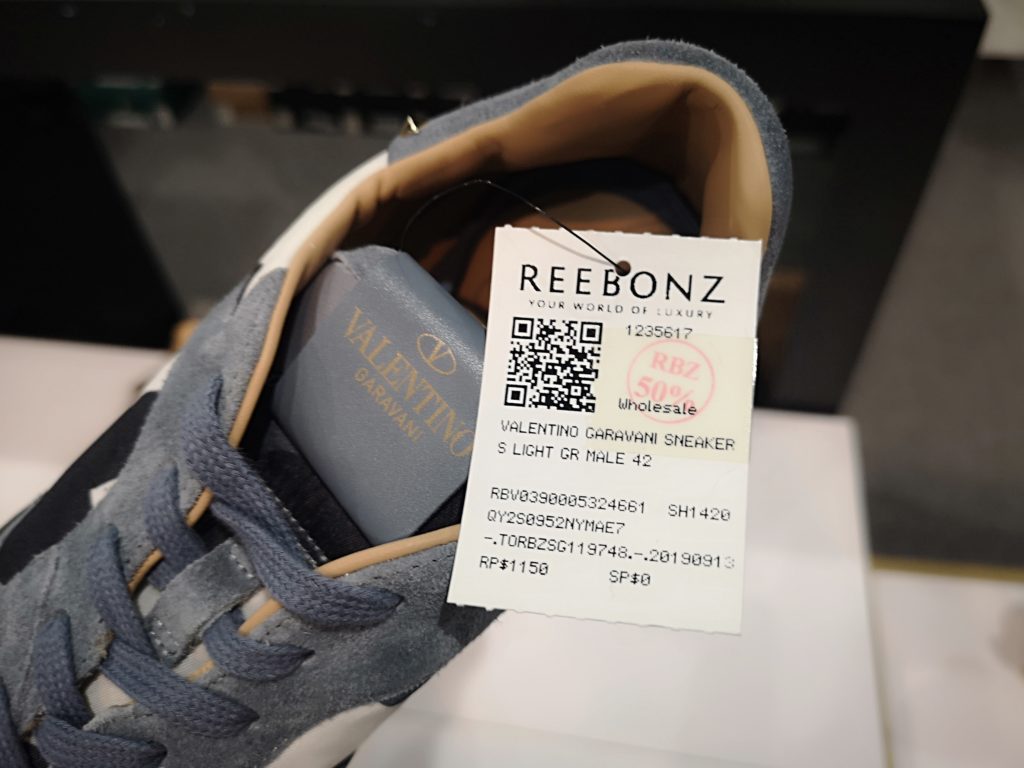 VALENTINO
GARAVANI
REEBONZ
YOUR WORLD OF LUXURY
1235617
RBZ
50%
Wholesale
VALENTINO GARAVANI SNEAKER
S LIGHT GR MALE 42
RBV0390005324661 SH1420
QY2S0952NYMAE7
-.TORBZSG119748.-.20190913
RP$1150 SP$0